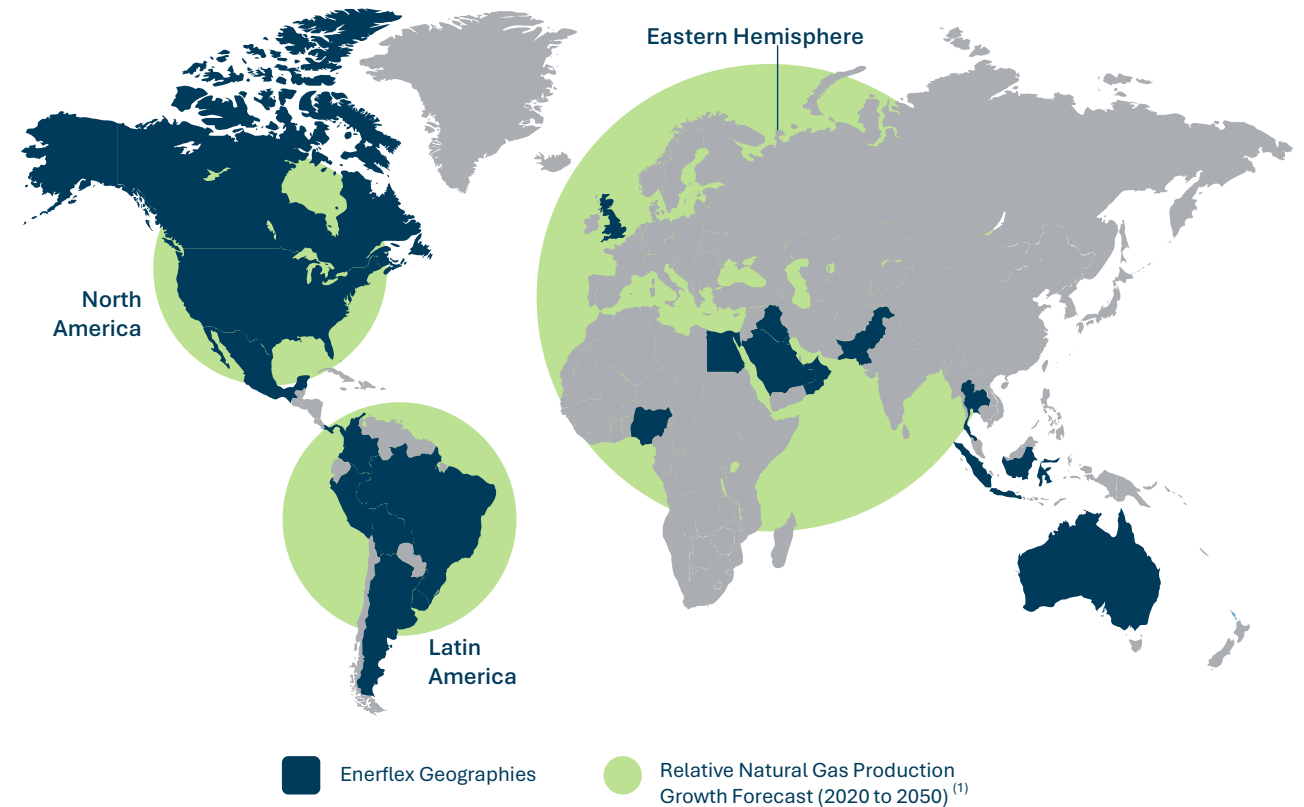 Eastern Hemisphere
North
America
Latin
America
Enerflex Geographies
Relative Natural Gas Production
Growth Forecast (2020 to 2050) (1)